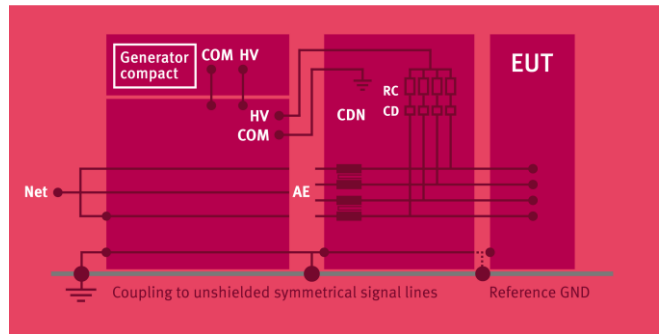 Generator
compact
COM HV
EUT
RC
CD
HV
COM
CDN
Net
AE
Coupling to unshielded symmetrical signal lines
Reference GND